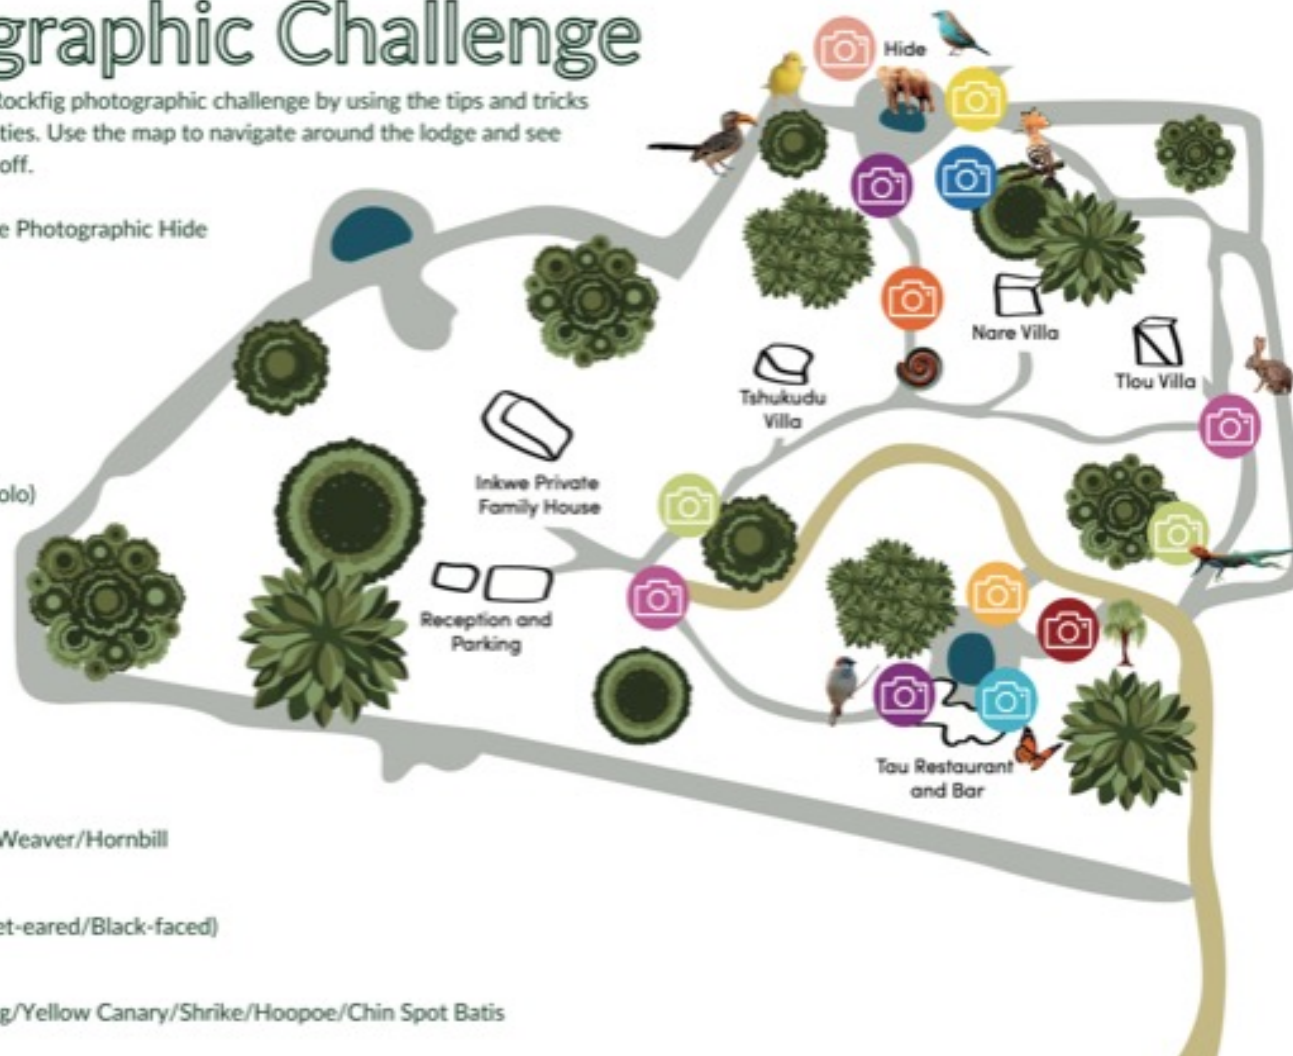 graphic Challenge
Rockfig photographic challenge by using the tips and tricks
ties. Use the map to navigate around the lodge and see
off.
e Photographic Hide
olo)
Weaver/Hornbill
et-eared/Black-faced)
g/Yellow Canary/Shrike/Hoopoe/Chin Spot Batis
Hide
Nare Villa
Tlou Villa
Tshukudu
Villa
Inkwe Private
Family House
Reception and
Parking
Tau Restaurant
and Bar